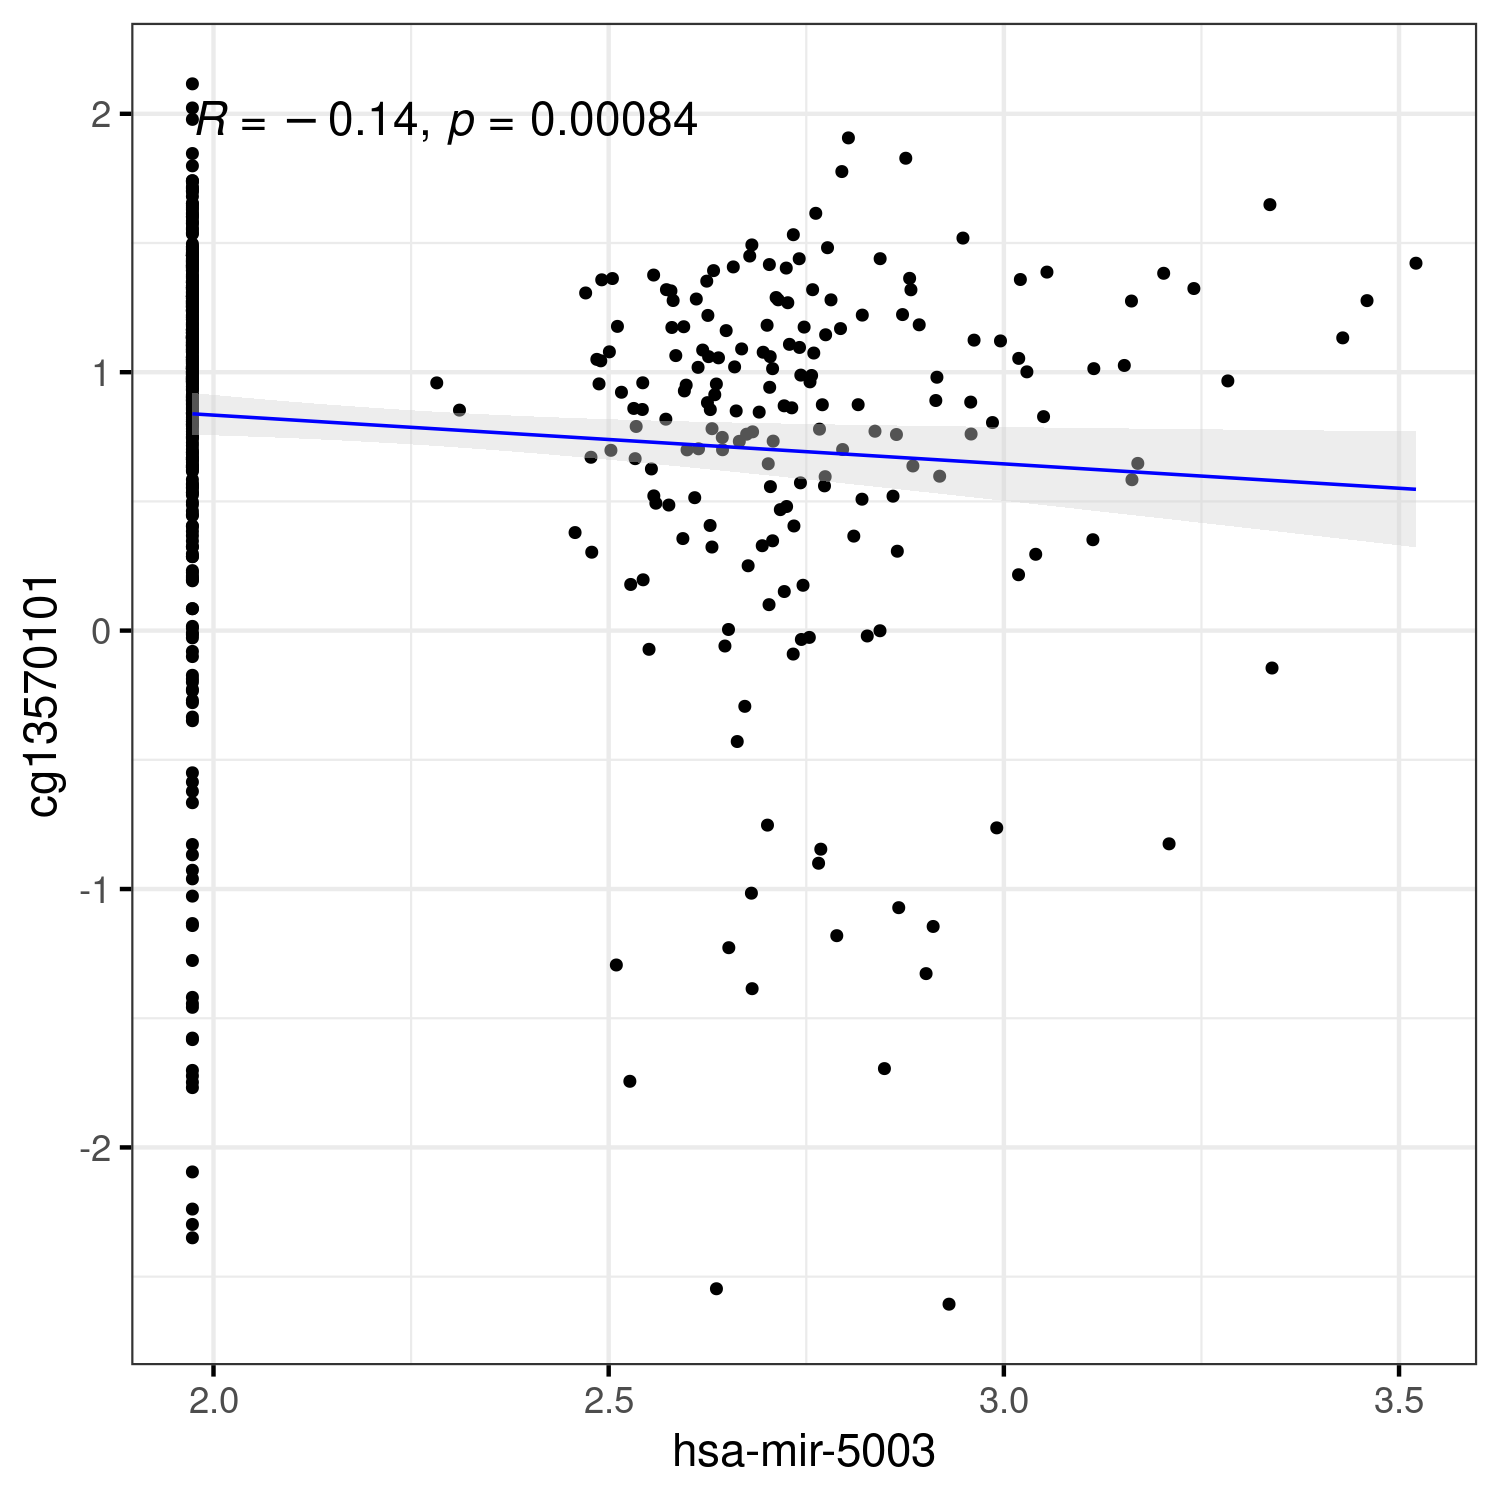 R = − 0.14, p = 0.00084
2
1
0
-1
-2
cg13570101
2.0 2.5 3.0 3.5
hsa-mir-5003